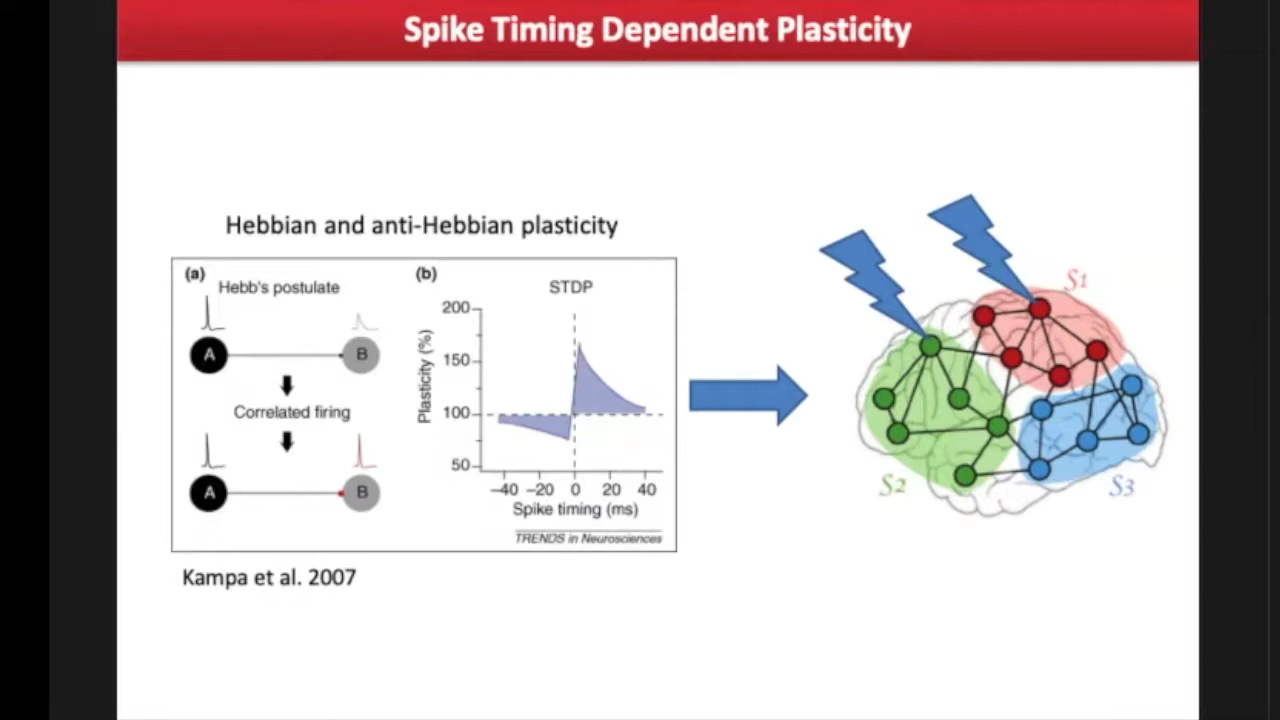 Spike Timing Dependent Plasticity
Hebbian and anti-Hebbian plasticity
(a)
Hebb's postulate
A
B
Correlated firing
A
B
(b)
STDP
Plasticity (%)
200
150
100
50
–40 –20 0 20 40
Spike timing (ms)
TRENDS in Neurosciences
Kampa et al. 2007
S1
S2
S3